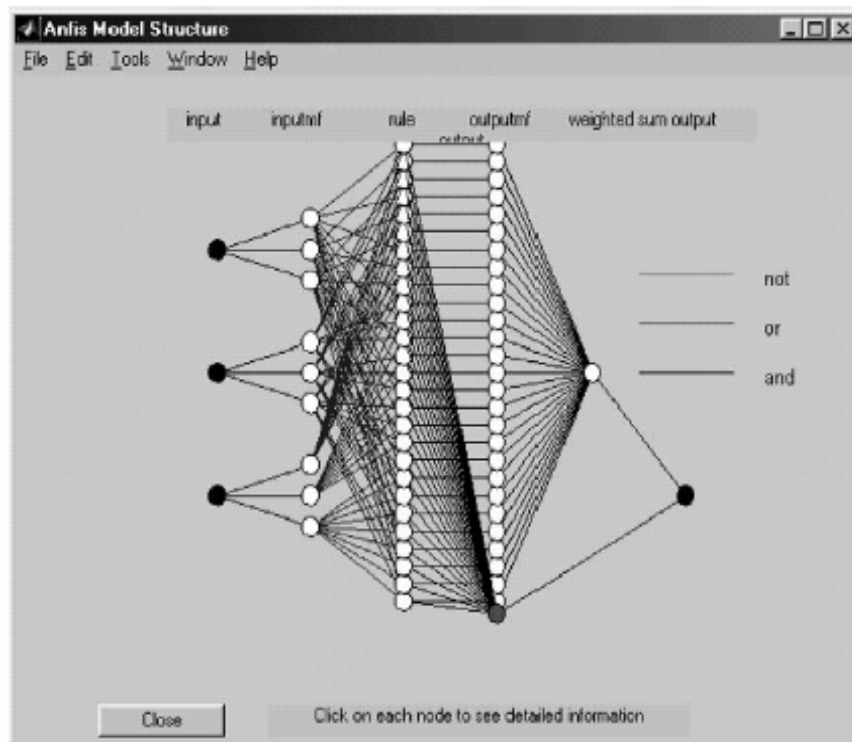 Anfis Model Structure
File Edit Tools Window Help
input inputmf rule outputmf weighted sum output
output
not
or
and
Close
Click on each node to see detailed information